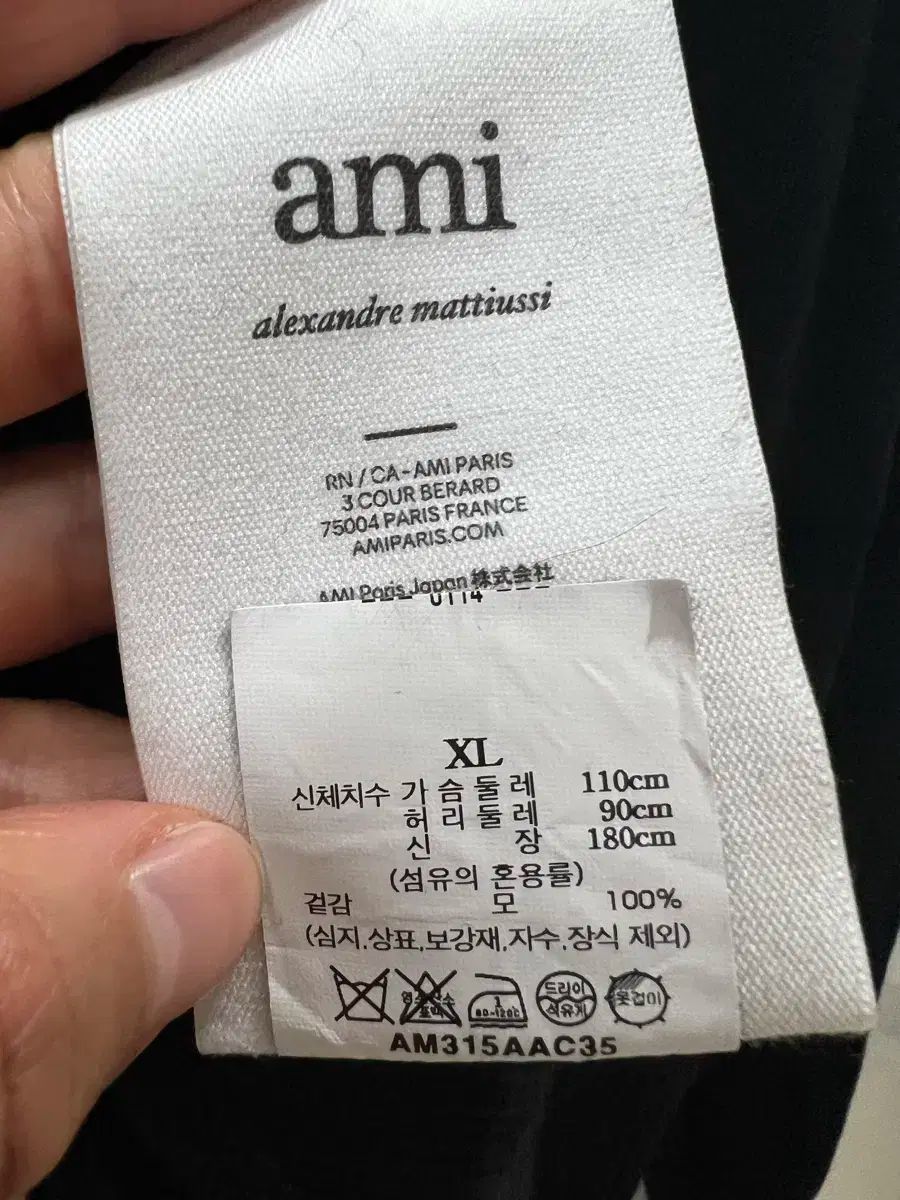 ami
alexandre mattiussi
RN / CA-AMI PARIS
3 COUR BERARD
75004 PARIS FRANCE
AMIPARIS.COM
AMI Paris Japan 株式会社
0114
XL
신체치수 가 슴 둘 레 110cm
허 리 둘 레 90cm
신 장 180cm
(섬유의 혼용률)
겉감 모 100%
(심지.상표,보강재,자수.장식 제외)
드라이
석유계
옷걸이
80-120℃
AM315AAC35